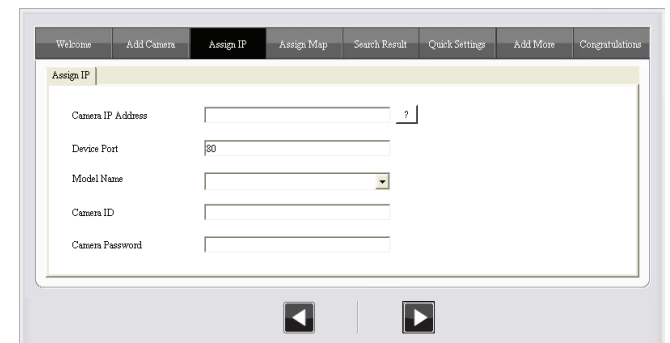 Welcome Add Camera Assign IP Assign Map Search Result Quick Settings Add More Congratulations
Assign IP
Camera IP Address ?
Device Port 80
Model Name
Camera ID
Camera Password